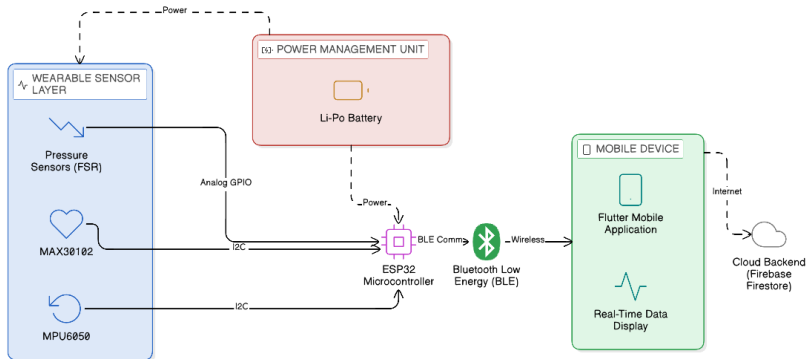 Power
POWER MANAGEMENT UNIT
Li-Po Battery
WEARABLE SENSOR
LAYER
Pressure
Sensors (FSR)
Analog GPIO
MAX30102
I2C
MPU6050
I2C
Power
ESP32
Microcontroller
BLE Comm
Bluetooth Low
Energy (BLE)
Wireless
MOBILE DEVICE
Flutter Mobile
Application
Real-Time Data
Display
Internet
Cloud Backend
(Firebase
Firestore)